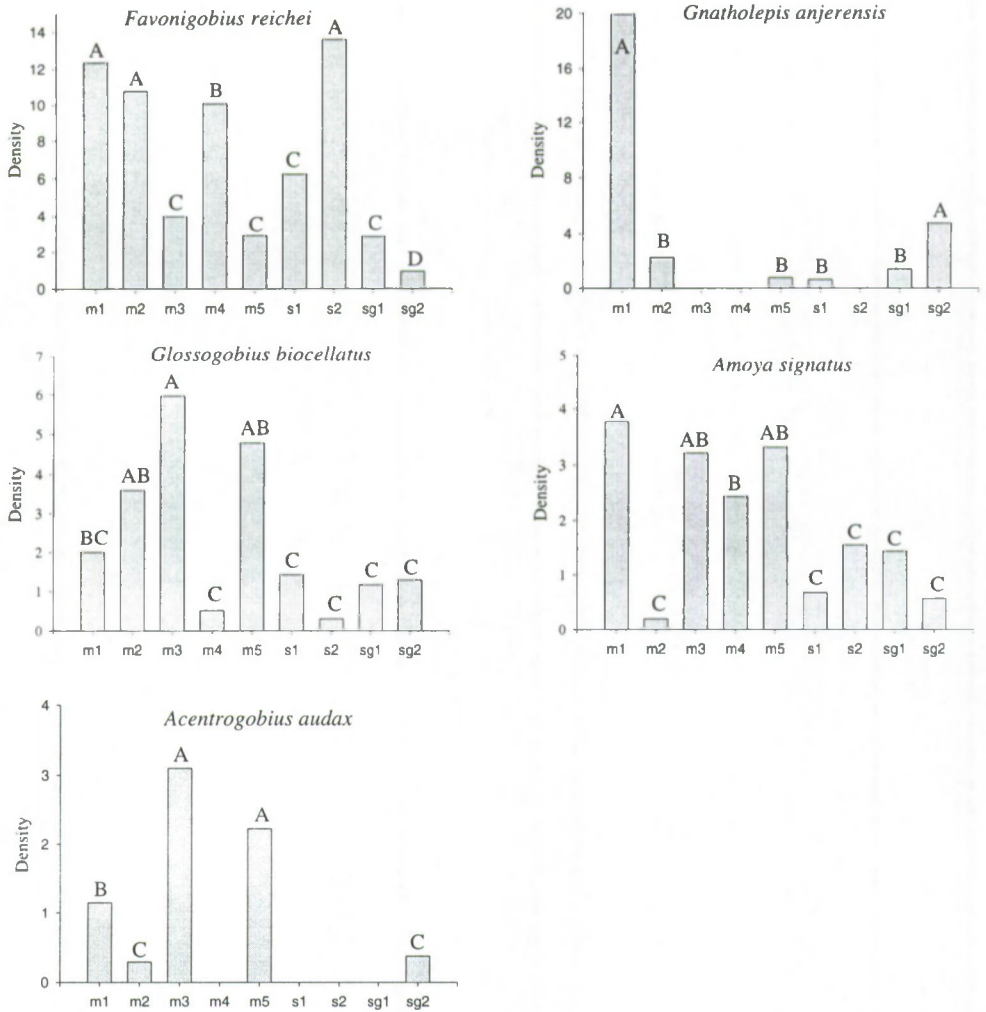 Favonigobius reichei
14
12
10
8
6
4
2
0
Density
A
A
C
B
C
C
A
C
D
m1 m2 m3 m4 m5 s1 s2 sg1 sg2
Gnatholepis anjerensis
20
16
12
8
4
0
Density
A
B
B
B
B
A
m1 m2 m3 m4 m5 s1 s2 sg1 sg2
Glossogobius biocellatus
7
6
5
4
3
2
1
0
Density
BC
AB
A
C
AB
C
C
C
C
m1 m2 m3 m4 m5 s1 s2 sg1 sg2
Amoya signatus
5
4
3
2
1
0
Density
A
C
AB
B
AB
C
C
C
C
m1 m2 m3 m4 m5 s1 s2 sg1 sg2
Acentrogobius audax
4
3
2
1
0
Density
B
C
A
A
C
m1 m2 m3 m4 m5 s1 s2 sg1 sg2